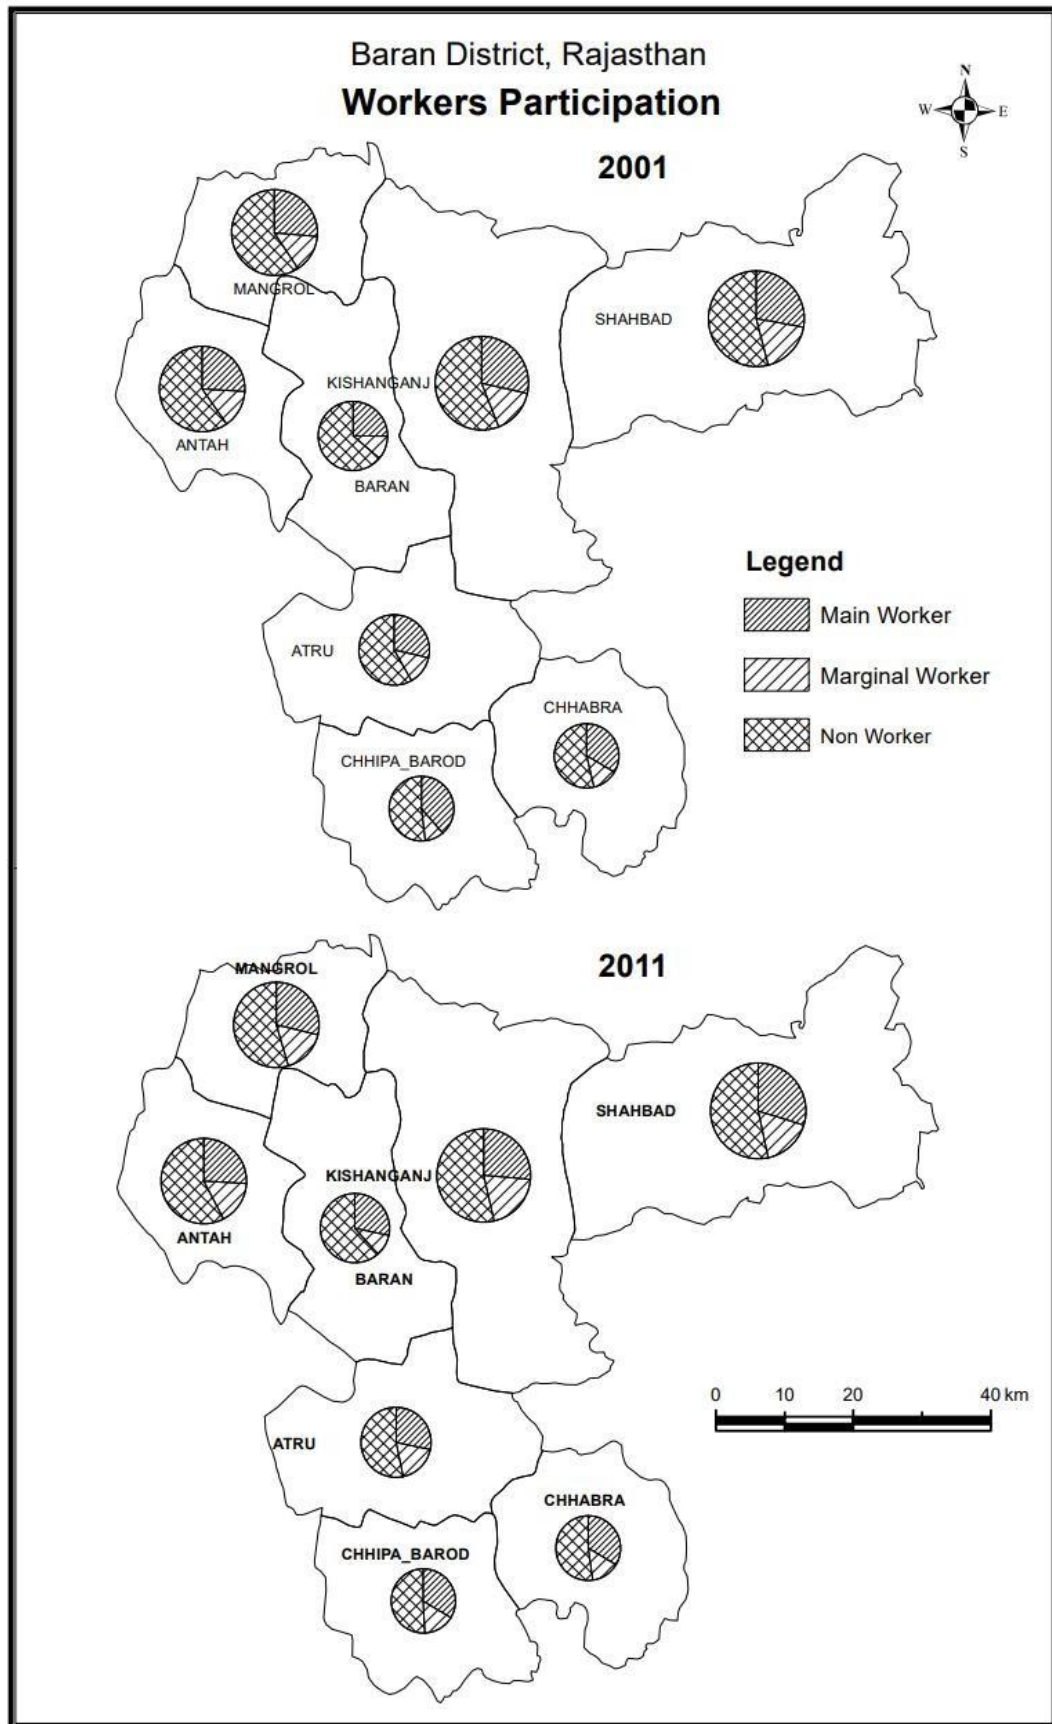 Baran District, Rajasthan
Workers Participation
N
W E
S
2001
MANGROL
SHAHBAD
KISHANGANJ
ANTAH
BARAN
Legend
Main Worker
Marginal Worker
Non Worker
ATRU
CHHABRA
CHHIPA_BAROD
2011
MANGROL
SHAHBAD
KISHANGANJ
ANTAH
BARAN
0 10 20 40 km
ATRU
CHHABRA
CHHIPA_BAROD